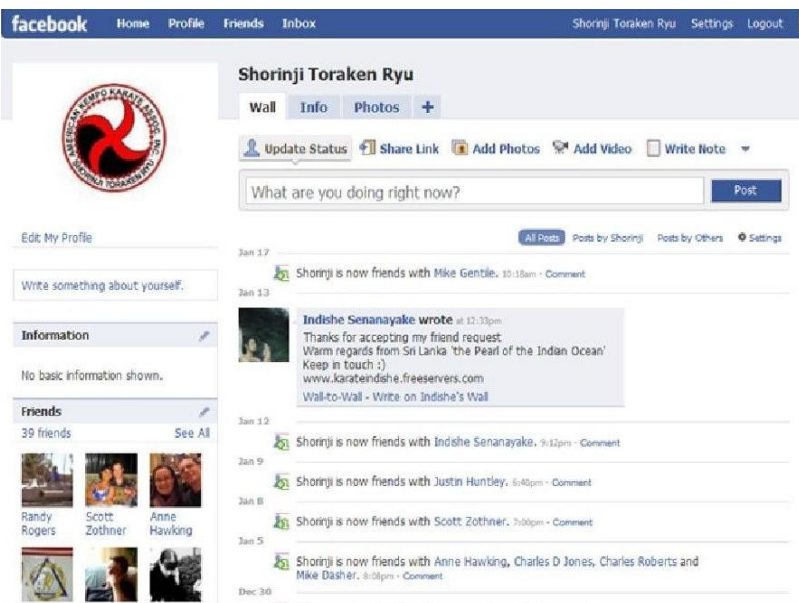 facebook Home Profile Friends Inbox Shorinji Toraken Ryu Settings Logout
AMERICAN KEMPO KARATE ASSOC. INC.
SHORINJI TORAKEN RYU
Shorinji Toraken Ryu
Wall Info Photos +
Update Status Share Link Add Photos Add Video Write Note
What are you doing right now? Post
Edit My Profile
Write something about yourself.
Information
No basic information shown.
Friends
39 friends See All
Randy Rogers
Scott Zothner
Anne Hawking
All Posts Posts by Shorinji Posts by Others Settings
Jan 17
Shorinji is now friends with Mike Gentile. 10:18am - Comment
Jan 13
Indishe Senanayake wrote at 12:33pm
Thanks for accepting my friend request
Warm regards from Sri Lanka 'the Pearl of the Indian Ocean'
Keep in touch :)
www.karateindishe.freeservers.com
Wall-to-Wall - Write on Indishe's Wall
Jan 12
Shorinji is now friends with Indishe Senanayake. 9:12pm - Comment
Jan 9
Shorinji is now friends with Justin Huntley. 6:40pm - Comment
Jan 8
Shorinji is now friends with Scott Zothner. 7:00pm - Comment
Jan 5
Shorinji is now friends with Anne Hawking, Charles D Jones, Charles Roberts and
Mike Dasher. 8:08pm - Comment
Dec 30